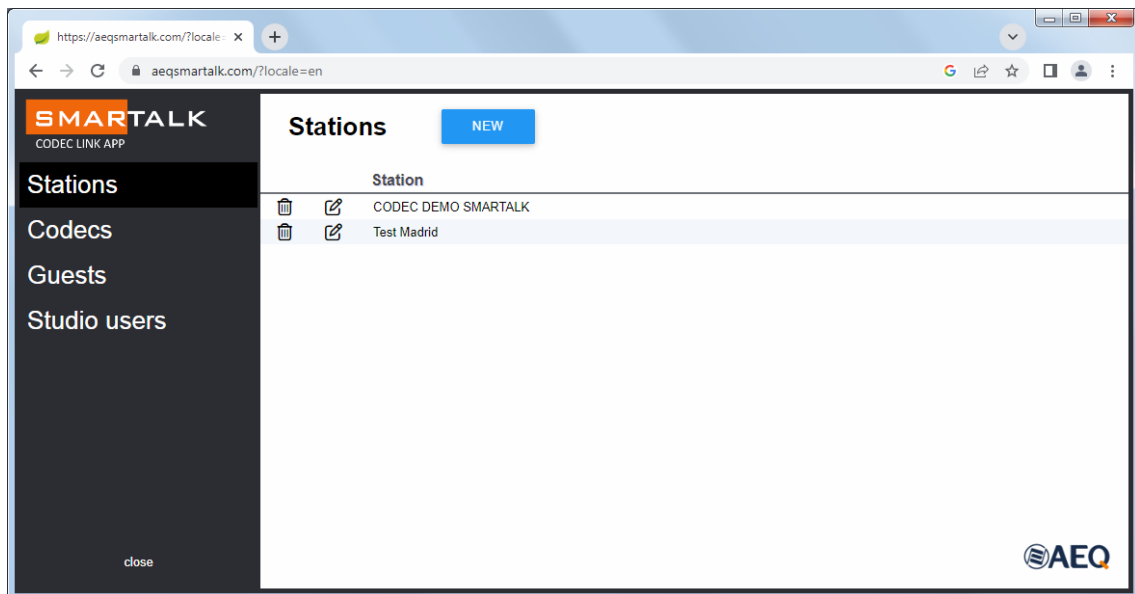 https://aeqsmartalk.com/?locale=
aeqsmartalk.com/?locale=en
SMARTALK
CODEC LINK APP
Stations
Codecs
Guests
Studio users
close
Stations
NEW
Station
CODEC DEMO SMARTALK
Test Madrid
AEQ